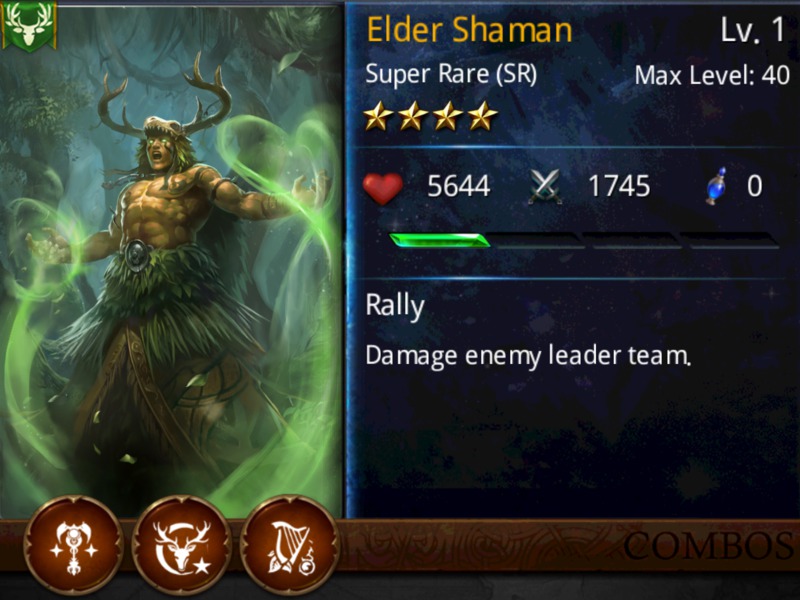 Elder Shaman Lv. 1
Super Rare (SR) Max Level: 40
5644 1745 0
Rally
Damage enemy leader team.
COMBOS